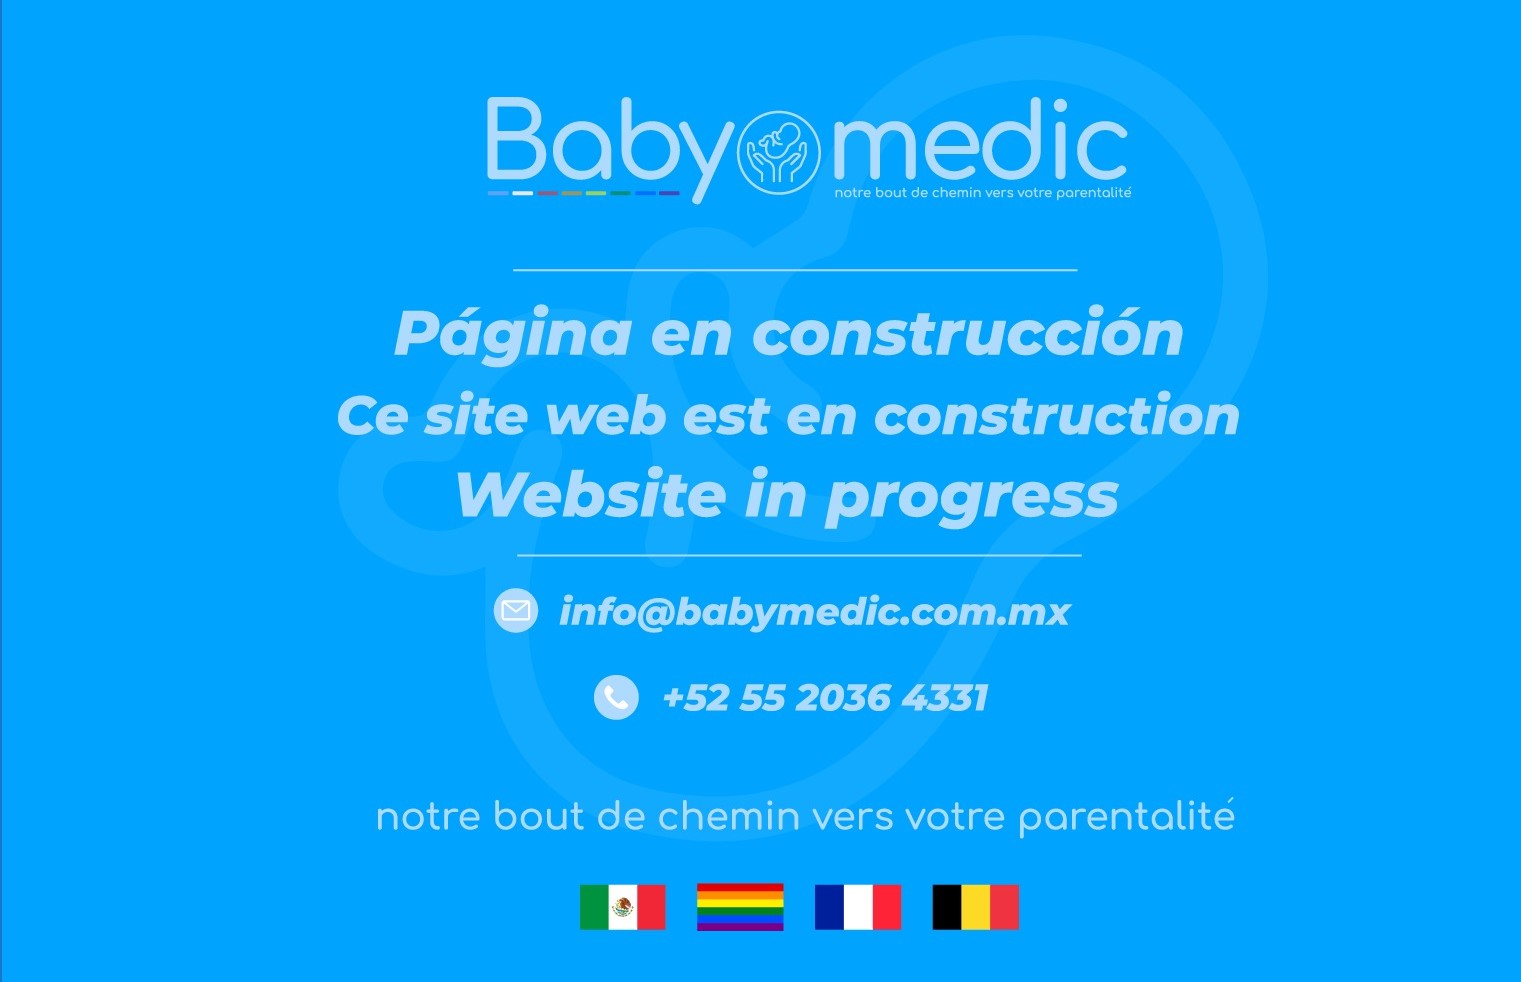 Baby medic
notre bout de chemin vers votre parentalité
Página en construcción
Ce site web est en construction
Website in progress
info@babymedic.com.mx
+52 55 2036 4331
notre bout de chemin vers votre parentalité